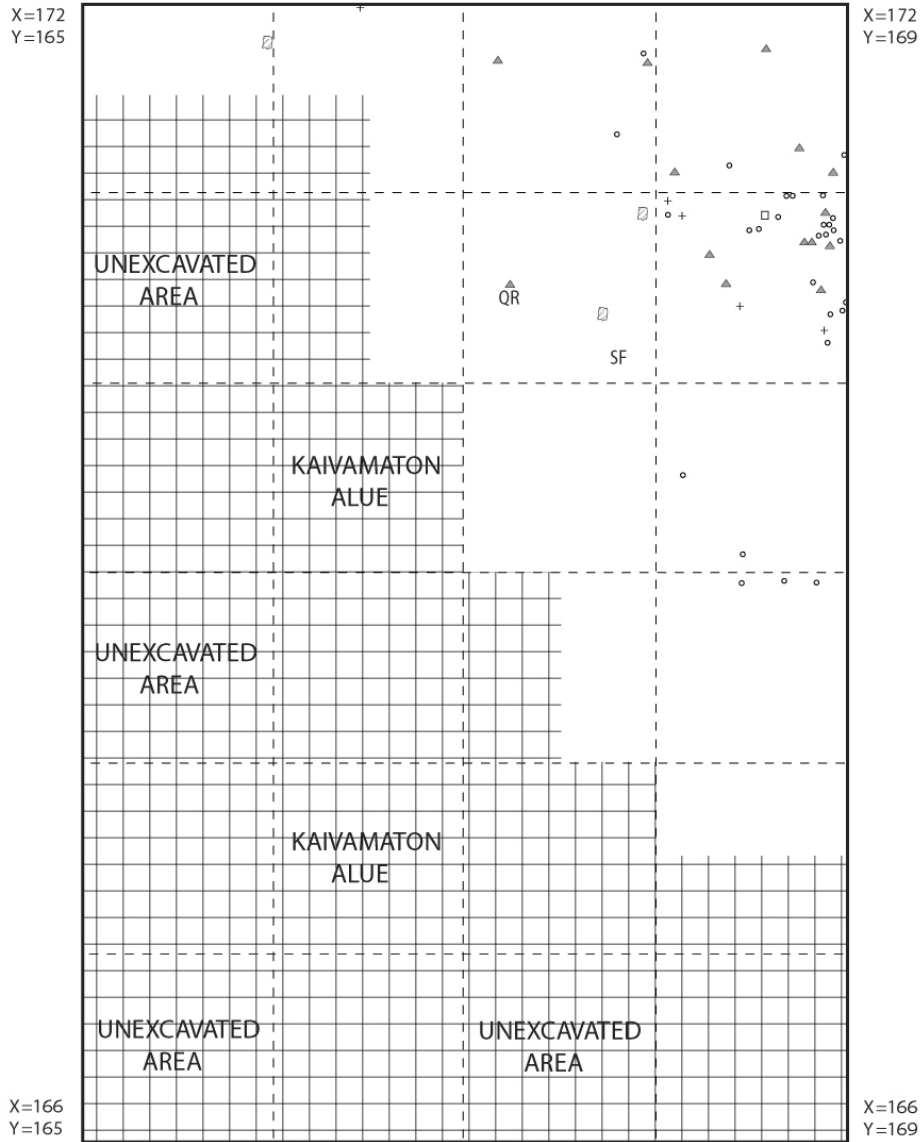 X=172
Y=165
X=172
Y=169
UNEXCAVATED
AREA
QR
SF
KAIVAMATON
ALUE
UNEXCAVATED
AREA
KAIVAMATON
ALUE
UNEXCAVATED
AREA
UNEXCAVATED
AREA
X=166
Y=165
X=166
Y=169